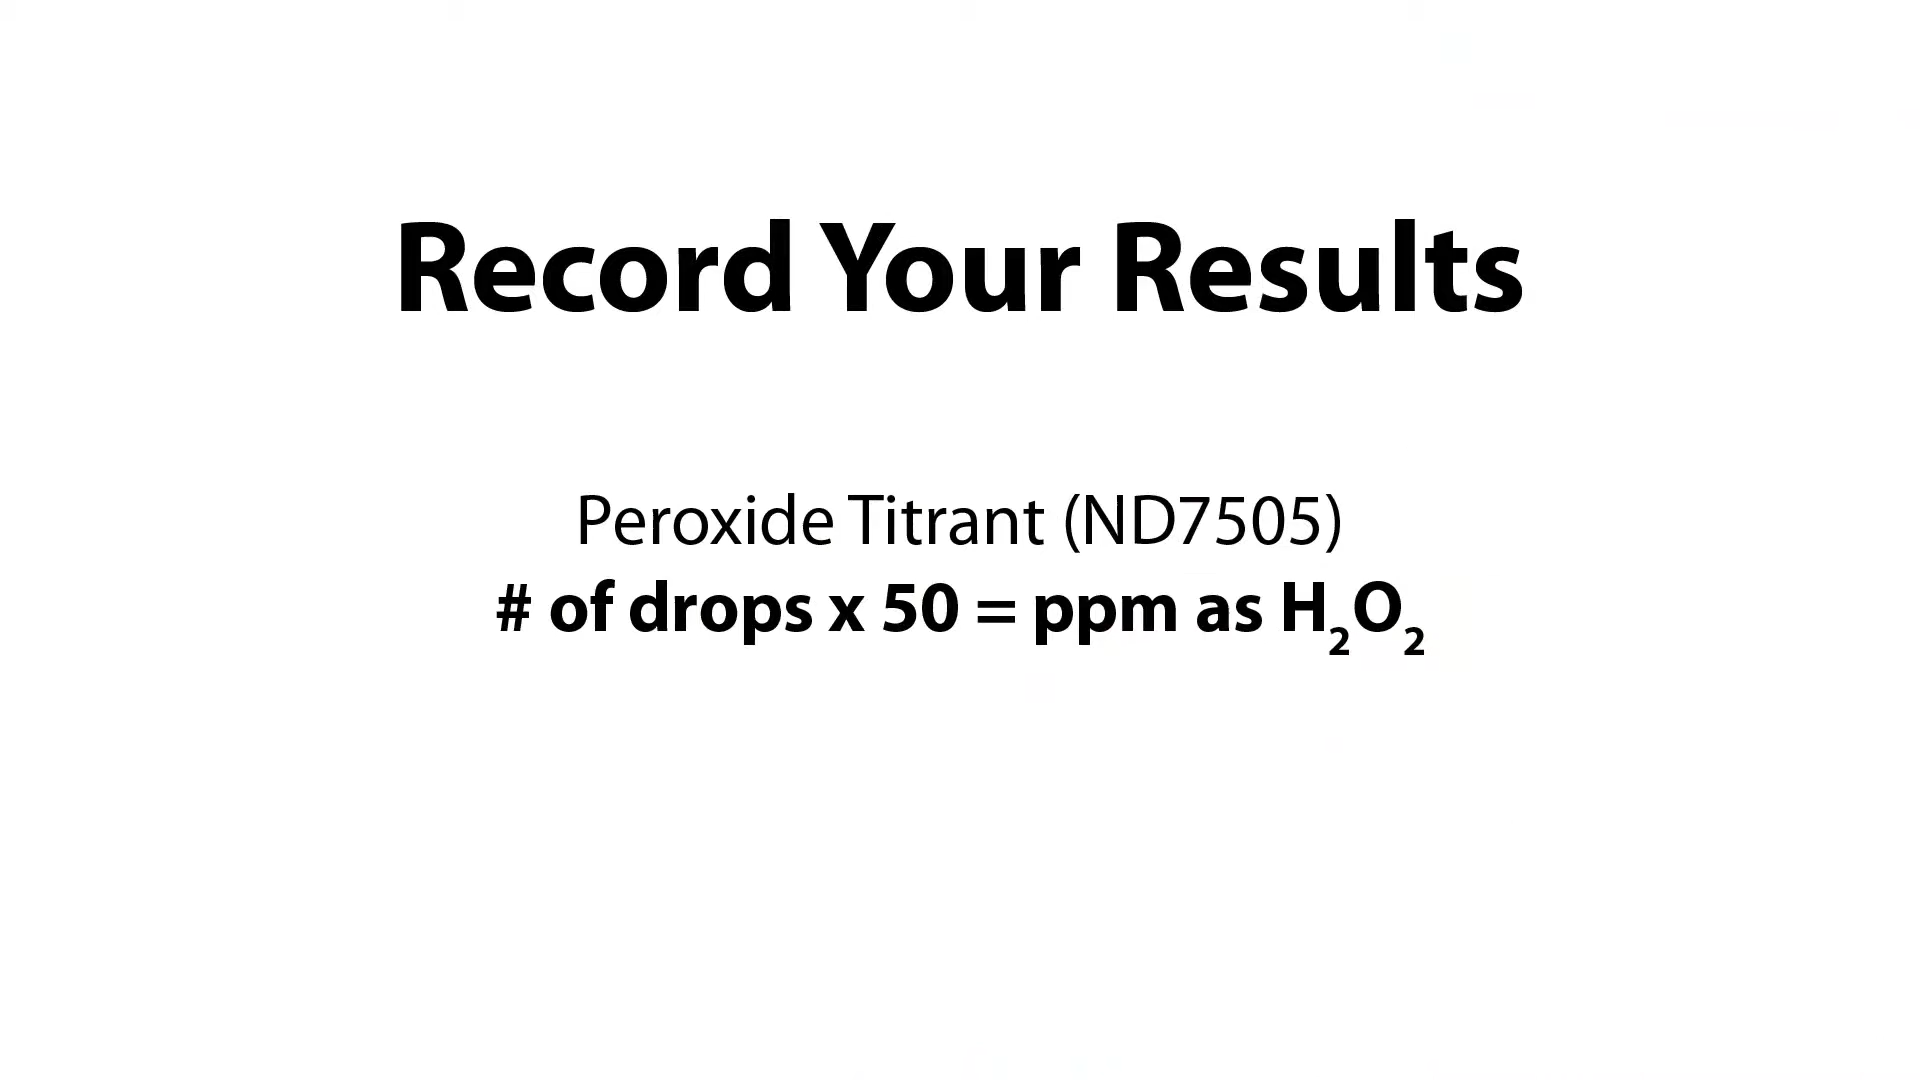 Record Your Results
Peroxide Titrant (ND7505)
# of drops x 50 = ppm as H₂O₂